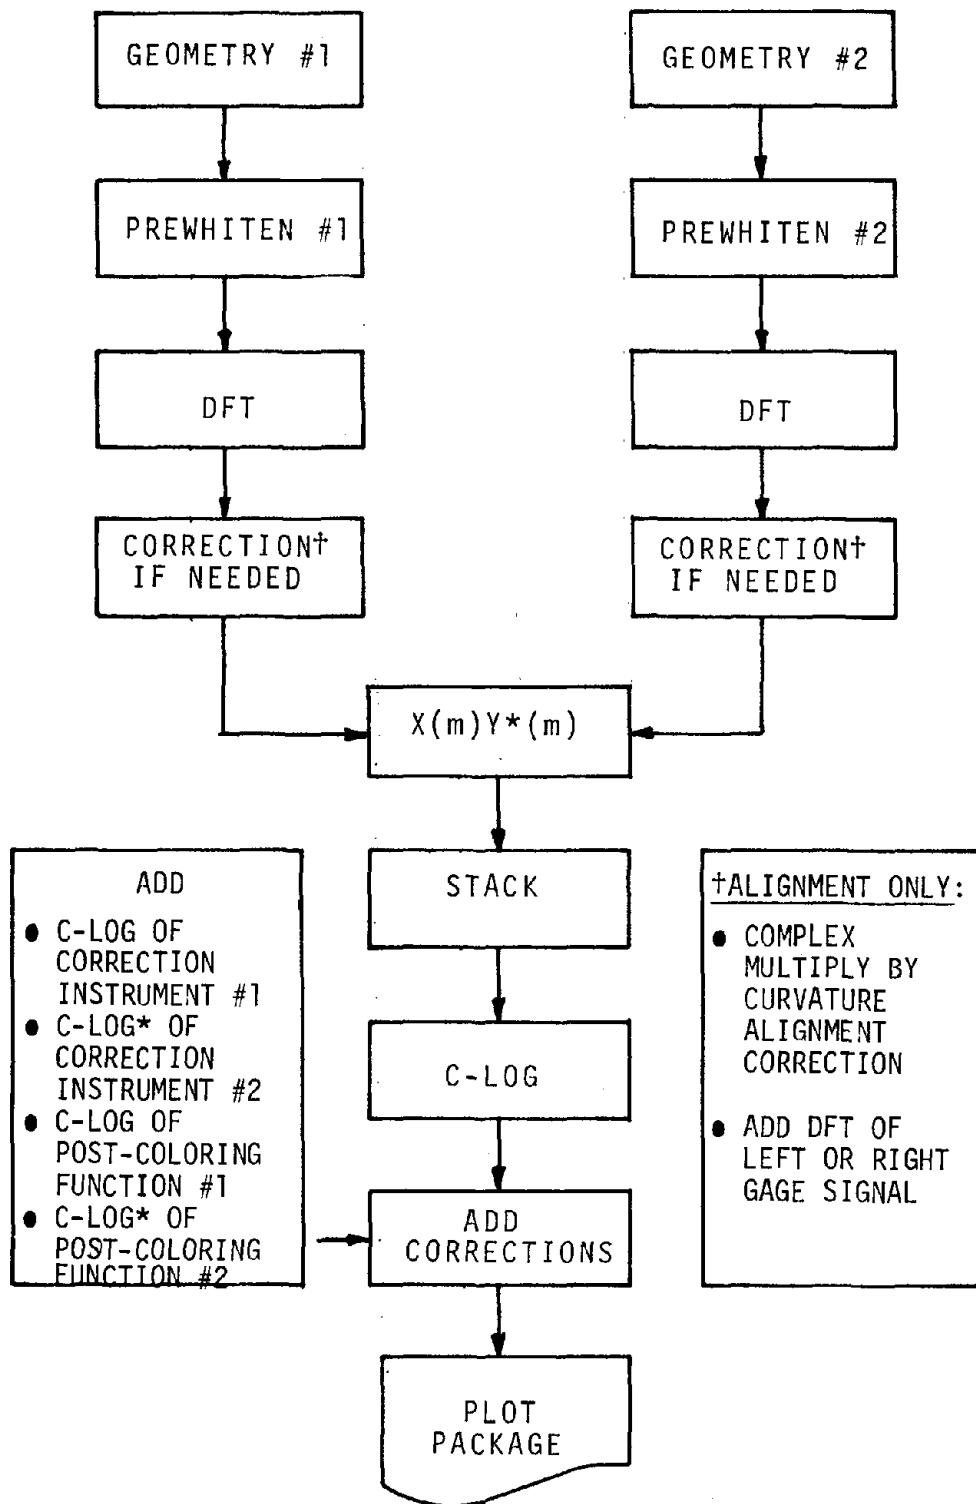 GEOMETRY #1
GEOMETRY #2
PREWHITEN #1
PREWHITEN #2
DFT
DFT
CORRECTION†
IF NEEDED
CORRECTION†
IF NEEDED
X(m)Y*(m)
STACK
C-LOG
ADD
CORRECTIONS
PLOT
PACKAGE
ADD
● C-LOG OF
CORRECTION
INSTRUMENT #1
● C-LOG* OF
CORRECTION
INSTRUMENT #2
● C-LOG OF
POST-COLORING
FUNCTION #1
● C-LOG* OF
POST-COLORING
FUNCTION #2
†ALIGNMENT ONLY:
● COMPLEX
MULTIPLY BY
CURVATURE
ALIGNMENT
CORRECTION
● ADD DFT OF
LEFT OR RIGHT
GAGE SIGNAL